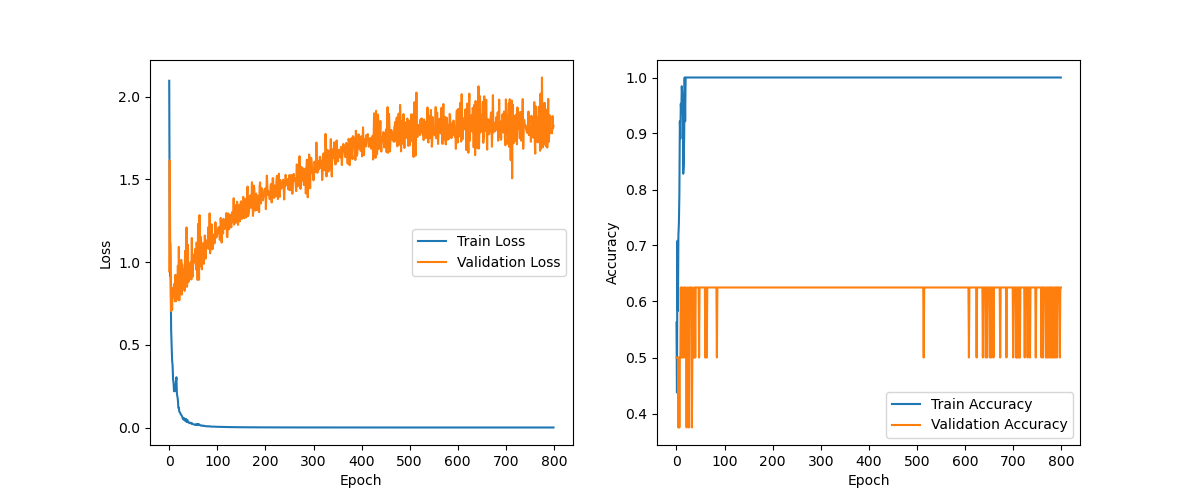 2.0
1.5
1.0
0.5
0.0
Loss
0 100 200 300 400 500 600 700 800
Epoch
Train Loss
Validation Loss
1.0
0.9
0.8
0.7
0.6
0.5
0.4
Accuracy
0 100 200 300 400 500 600 700 800
Epoch
Train Accuracy
Validation Accuracy